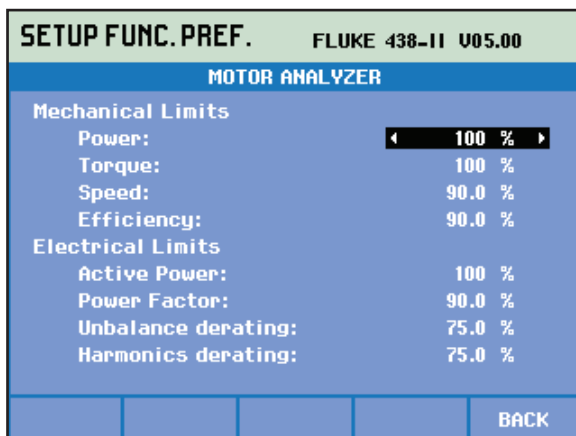 SETUP FUNC. PREF. FLUKE 438-II V05.00
MOTOR ANALYZER
Mechanical Limits
Power: 100 %
Torque: 100 %
Speed: 90.0 %
Efficiency: 90.0 %
Electrical Limits
Active Power: 100 %
Power Factor: 90.0 %
Unbalance derating: 75.0 %
Harmonics derating: 75.0 %
BACK